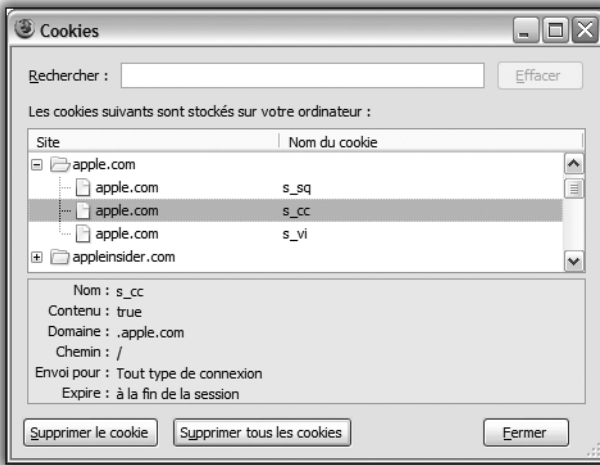 Cookies
Rechercher :
Effacer
Les cookies suivants sont stockés sur votre ordinateur :
Site Nom du cookie
apple.com
apple.com s_sq
apple.com s_cc
apple.com s_vi
appleinsider.com
Nom : s_cc
Contenu : true
Domaine : .apple.com
Chemin : /
Envoi pour : Tout type de connexion
Expire : à la fin de la session
Supprimer le cookie Supprimer tous les cookies Fermer